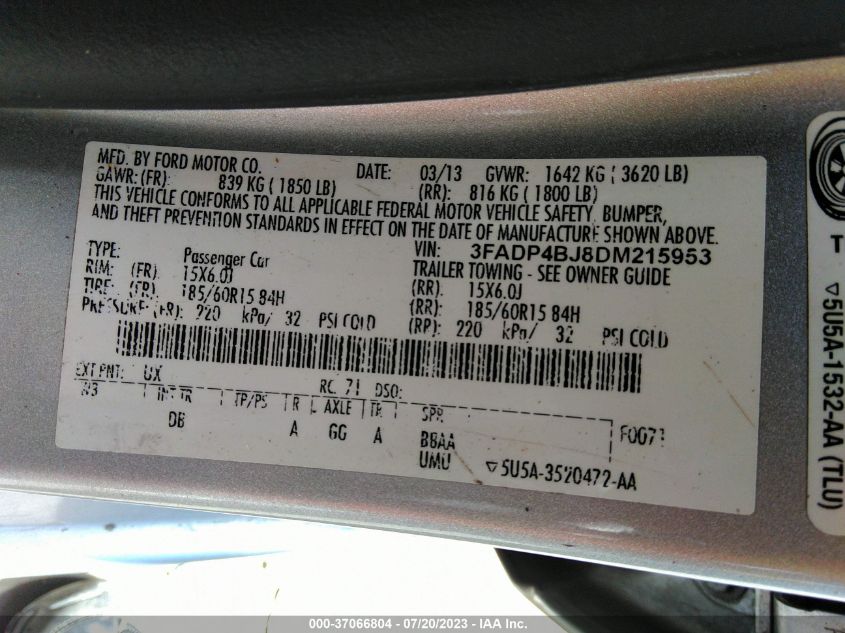 MFD. BY FORD MOTOR CO. DATE: 03/13 GVWR: 1642 KG ( 3620 LB)
GAWR:(FR): 839 KG ( 1850 LB) (RR): 816 KG ( 1800 LB)
THIS VEHICLE CONFORMS TO ALL APPLICABLE FEDERAL MOTOR VEHICLE SAFETY, BUMPER,
AND THEFT PREVENTION STANDARDS IN EFFECT ON THE DATE OF MANUFACTURE SHOWN ABOVE.
VIN: 3FADP4BJ8DM215953
TYPE: Passenger Car TRAILER TOWING - SEE OWNER GUIDE
RIM: (FR) 15X6.0J (RR): 15X6.0J
TIRE: (FR) 185/60R15 84H (RR): 185/60R15 84H
PRESSURE: (FR): 220 kPa/ 32 PSI COLD (RR): 220 kPa/ 32 PSI COLD
EXT PNT: UX RC: 71 DSO:
INT TR TP/PS R AXLE TR SPR F0071
DB A GG A B8AA
UMU ▽5U5A-3520472-AA
T
▽5U5A-1532-AA (TLU)
000-37066804 / 07/20/2023 - IAA Inc.